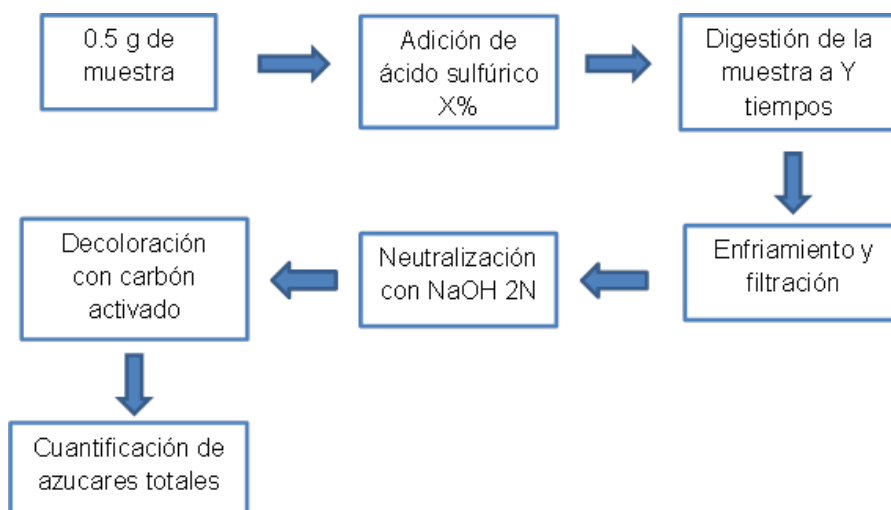 0.5 g de
muestra
Adición de
ácido sulfúrico
X%
Digestión de la
muestra a Y
tiempos
Enfriamiento y
filtración
Neutralización
con NaOH 2N
Decoloración
con carbón
activado
Cuantificación de
azucares totales